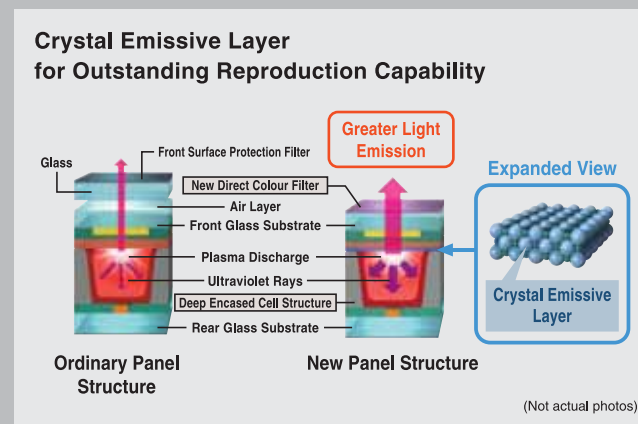 Crystal Emissive Layer
for Outstanding Reproduction Capability
Greater Light
Emission
Front Surface Protection Filter
Glass
New Direct Colour Filter
Air Layer
Front Glass Substrate
Plasma Discharge
Ultraviolet Rays
Deep Encased Cell Structure
Rear Glass Substrate
Expanded View
Crystal Emissive
Layer
Ordinary Panel
Structure
New Panel Structure
(Not actual photos)